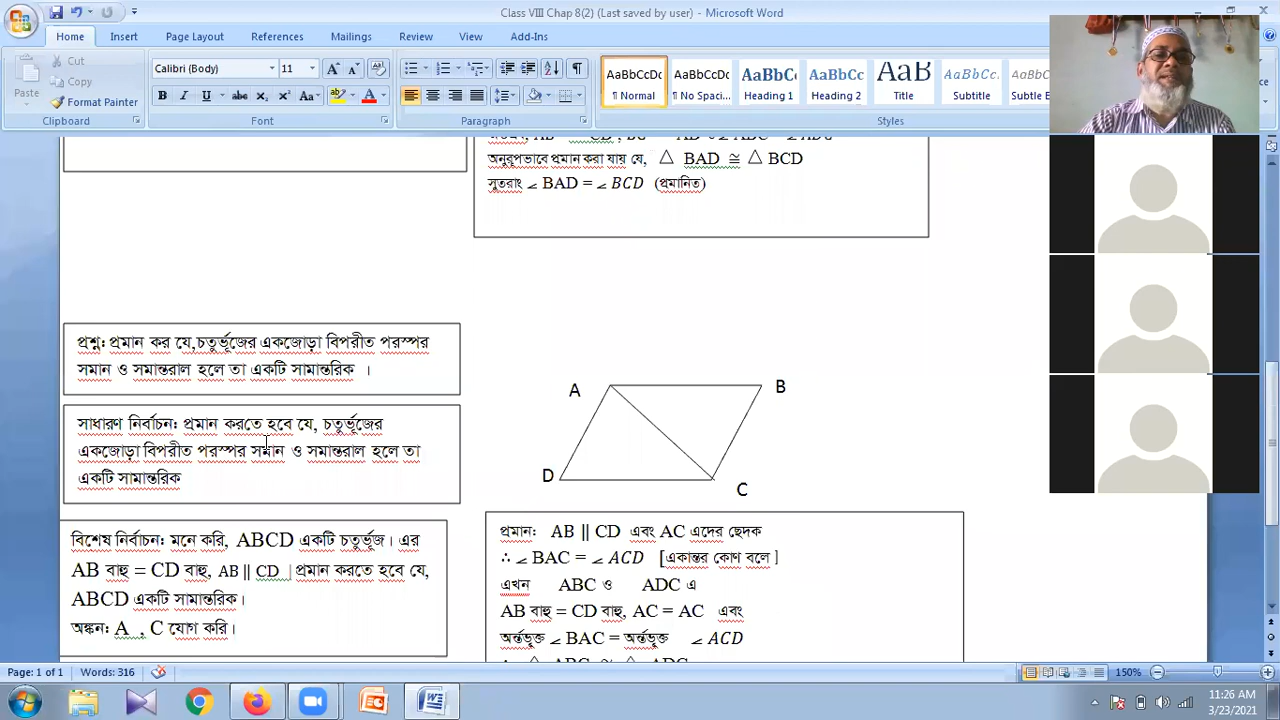 Class VIII Chap 8(2) (Last saved by user) - Microsoft Word
Home Insert Page Layout References Mailings Review View Add-Ins
Cut
Copy
Format Painter
Paste
Calibri (Body) 11
AaBbCcDc AaBbCcDc AaBbC AaBbCc AaB AaBbCc AaBbCc
¶ Normal ¶ No Spaci... Heading 1 Heading 2 Title Subtitle Subtle E
Clipboard Font Paragraph Styles
অনুরূপভাবে প্রমান করা যায় যে, △ BAD ≅ △ BCD
সুতরাং ∠ BAD = ∠ BCD (প্রমানিত)
প্রশ্ন: প্রমান কর যে,চতুর্ভূজের একজোড়া বিপরীত পরস্পর
সমান ও সমান্তরাল হলে তা একটি সামান্তরিক ।
সাধারণ নির্বাচন: প্রমান করতে হবে যে, চতুর্ভূজের
একজোড়া বিপরীত পরস্পর সমান ও সমান্তরাল হলে তা
একটি সামান্তরিক
A B
D C
বিশেষ নির্বাচন: মনে করি, ABCD একটি চতুর্ভূজ। এর
AB বাহু = CD বাহু, AB || CD | প্রমান করতে হবে যে,
ABCD একটি সামান্তরিক।
অঙ্কন: A , C যোগ করি।
প্রমান: AB || CD এবং AC এদের ছেদক
∴ ∠ BAC = ∠ ACD [একান্তর কোণ বলে ]
এখন ABC ও ADC এ
AB বাহু = CD বাহু, AC = AC এবং
অর্ন্তভুক্ত ∠ BAC = অর্ন্তভুক্ত ∠ ACD
Page: 1 of 1 Words: 316 150%
11:26 AM
3/23/2021